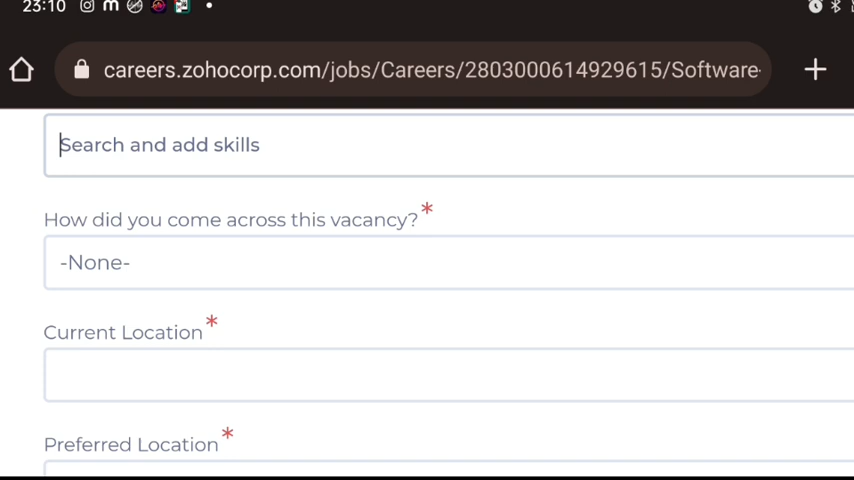 23:10
careers.zohocorp.com/jobs/Careers/2803000614929615/Software-
Search and add skills
How did you come across this vacancy?*
-None-
Current Location*
Preferred Location*